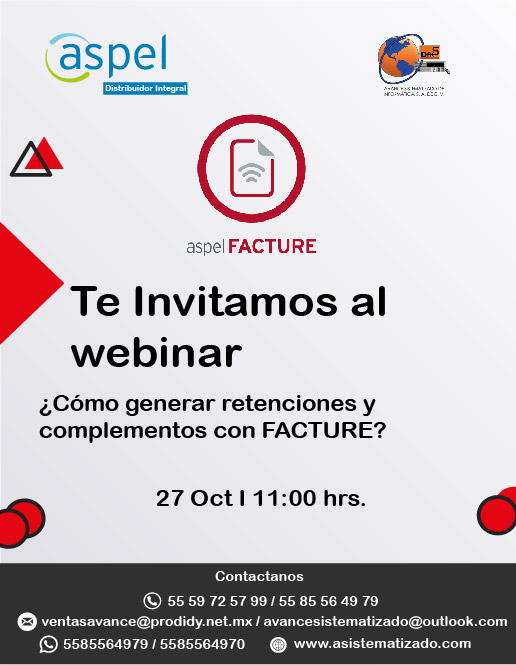 aspel
Distribuidor Integral
DAS
AVANCE SISTEMATIZADO DE
INFORMATICA S.A. DE C.V.
aspel FACTURE
Te Invitamos al
webinar
¿Cómo generar retenciones y
complementos con FACTURE?
27 Oct I 11:00 hrs.
Contactanos
55 59 72 57 99 / 55 85 56 49 79
ventasavance@prodidy.net.mx / avancesistematizado@outlook.com
5585564979 / 5585564970
www.asistematizado.com